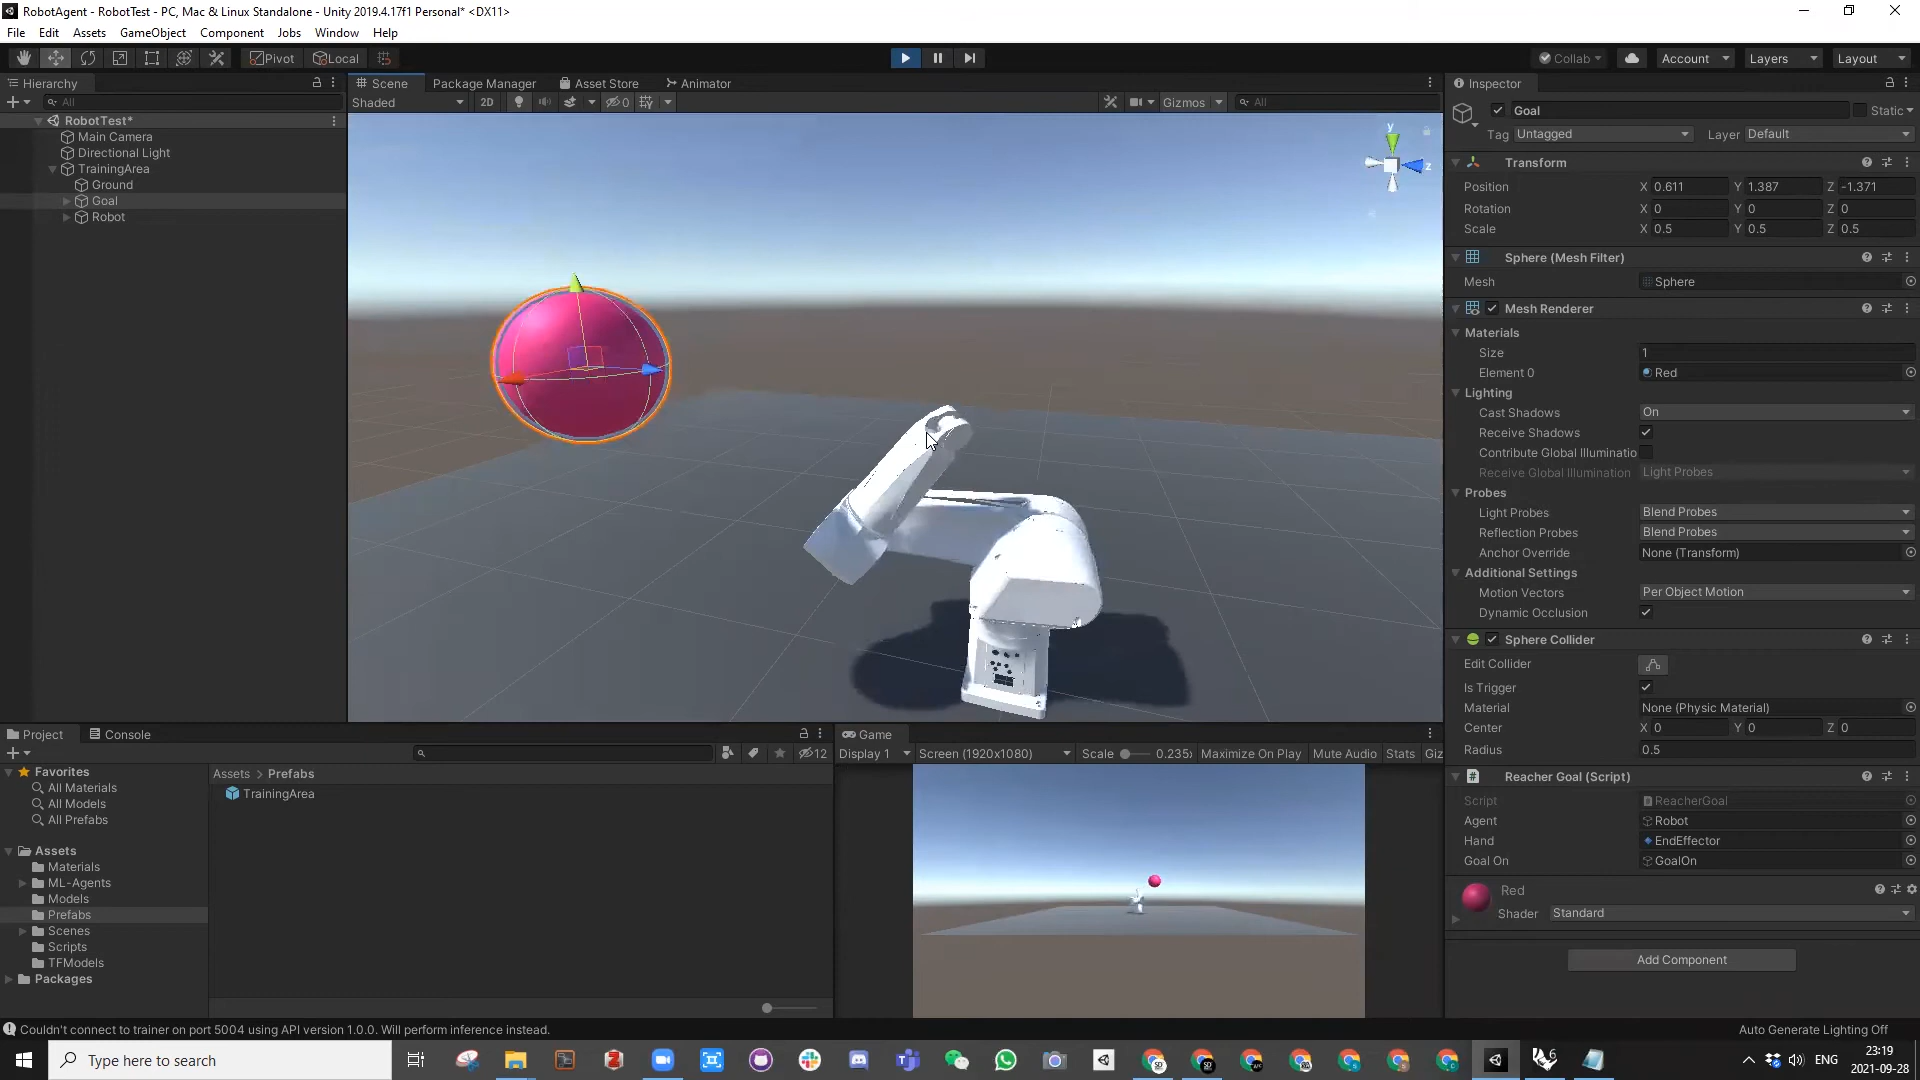 RobotAgent - RobotTest - PC, Mac & Linux Standalone - Unity 2019.4.17f1 Personal* <DX11>
File Edit Assets GameObject Component Jobs Window Help
Pivot Local Collab Account Layers Layout
Hierarchy Scene Package Manager Asset Store Animator Inspector
All Shaded 2D 0 Gizmos All
Goal Static
Tag Untagged Layer Default
RobotTest*
Main Camera
Directional Light
TrainingArea
Ground
Goal
Robot
y
z
Transform
Position X 0.611 Y 1.387 Z -1.371
Rotation X 0 Y 0 Z 0
Scale X 0.5 Y 0.5 Z 0.5
Sphere (Mesh Filter)
Mesh Sphere
Mesh Renderer
Materials
Size 1
Element 0 Red
Lighting
Cast Shadows On
Receive Shadows
Contribute Global Illuminatio
Receive Global Illumination Light Probes
Probes
Light Probes Blend Probes
Reflection Probes Blend Probes
Anchor Override None (Transform)
Additional Settings
Motion Vectors Per Object Motion
Dynamic Occlusion
Sphere Collider
Edit Collider
Is Trigger
Material None (Physic Material)
Center X 0 Y 0 Z 0
Radius 0.5
Reacher Goal (Script)
Script ReacherGoal
Agent Robot
Hand EndEffector
Goal On GoalOn
Red
Shader Standard
Add Component
Project Console
12
Favorites
All Materials
All Models
All Prefabs
Assets
Materials
ML-Agents
Models
Prefabs
Scenes
Scripts
TFModels
Packages
Assets > Prefabs
TrainingArea
Game
Display 1 Screen (1920x1080) Scale 0.235: Maximize On Play Mute Audio Stats Giz
Couldn't connect to trainer on port 5004 using API version 1.0.0. Will perform inference instead.
Auto Generate Lighting Off
Type here to search
ENG
23:19
2021-09-28